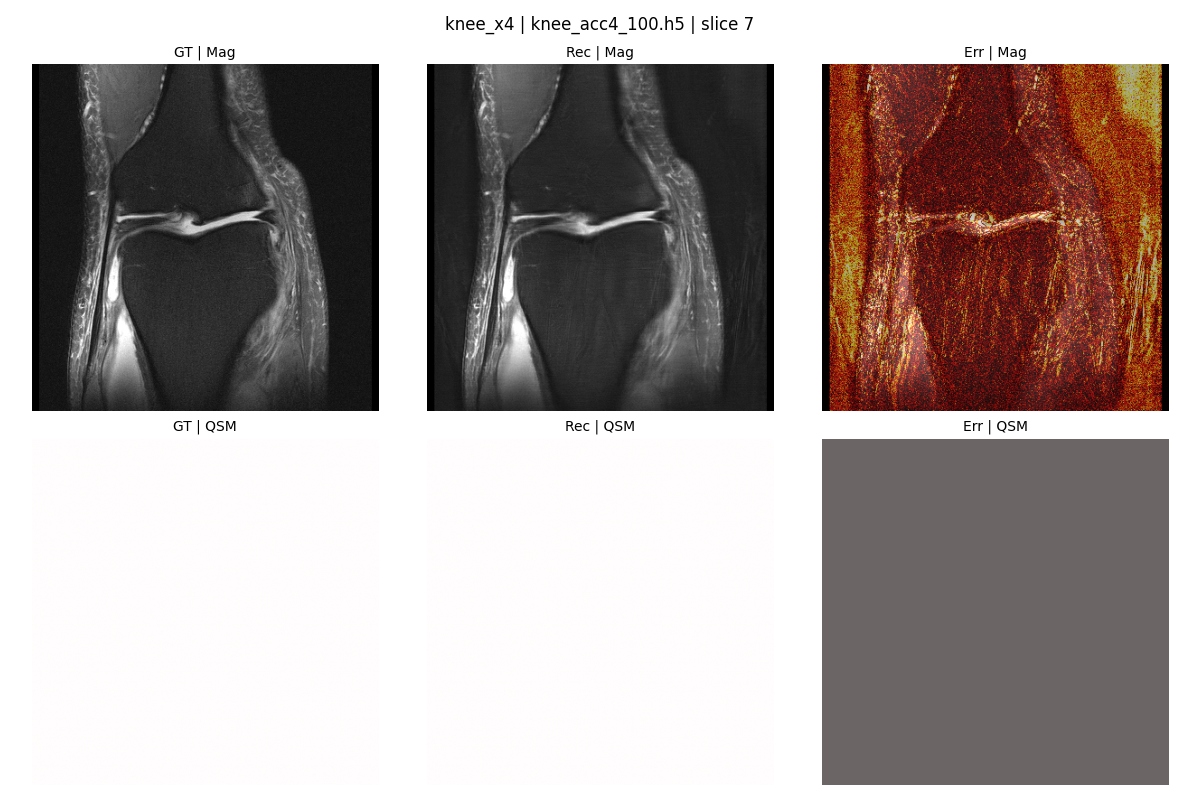 knee_x4 | knee_acc4_100.h5 | slice 7
GT | Mag
Rec | Mag
Err | Mag
GT | QSM
Rec | QSM
Err | QSM